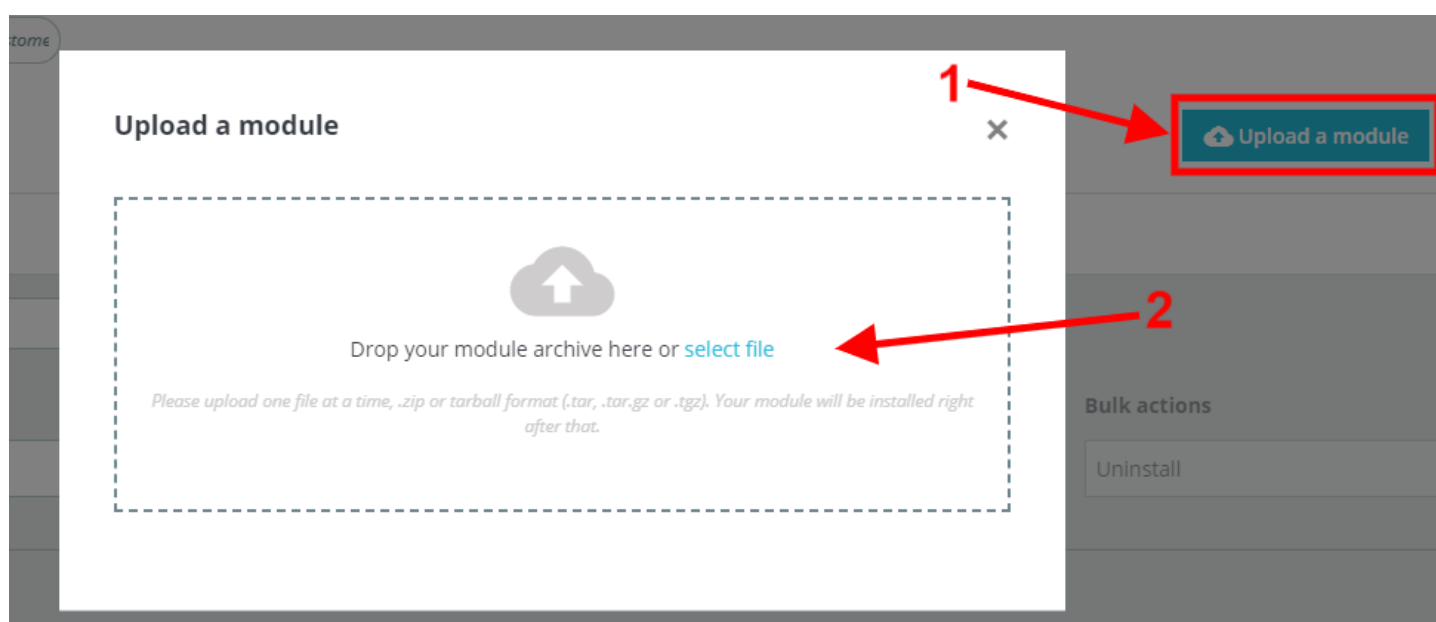 tome
1
Upload a module
×
Upload a module
2
Drop your module archive here or select file
Please upload one file at a time, .zip or tarball format (.tar, .tar.gz or .tgz). Your module will be installed right
after that.
Bulk actions
Uninstall